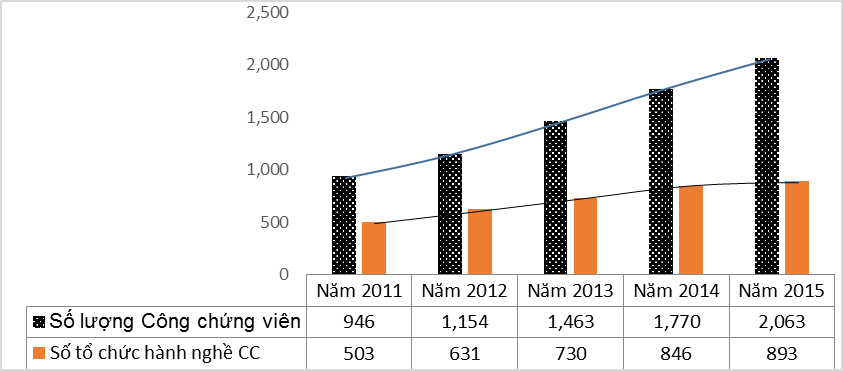 2,500
2,000
1,500
1,000
500
0
Năm 2011 Năm 2012 Năm 2013 Năm 2014 Năm 2015
Số lượng Công chứng viên 946 1,154 1,463 1,770 2,063
Số tổ chức hành nghề CC 503 631 730 846 893